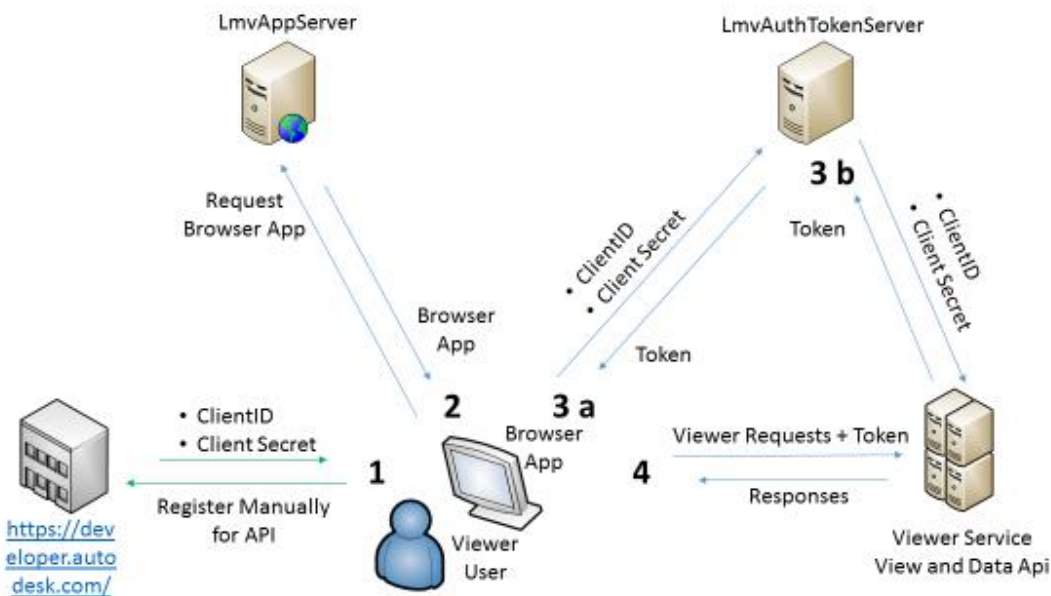 LmvAppServer
LmvAuthTokenServer
Request
Browser App
3 b
Token
• ClientID
• Client Secret
• ClientID
• Client Secret
Browser
App
Token
2
3 a
• ClientID
• Client Secret
Browser
App
Viewer Requests + Token
1
4
Register Manually
for API
Responses
Viewer
User
Viewer Service
View and Data Api
https://dev
eloper.auto
desk.com/